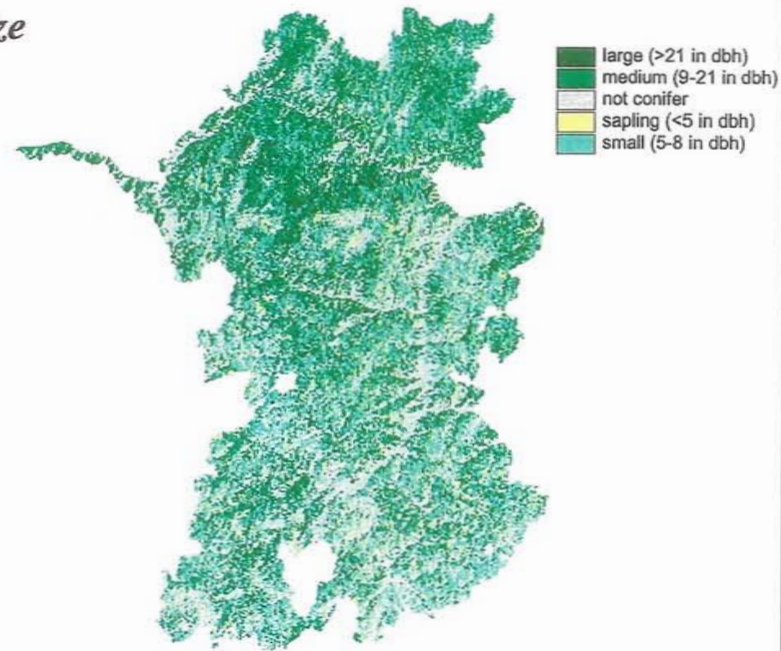 large (>21 in dbh)
medium (9-21 in dbh)
not conifer
sapling (<5 in dbh)
small (5-8 in dbh)